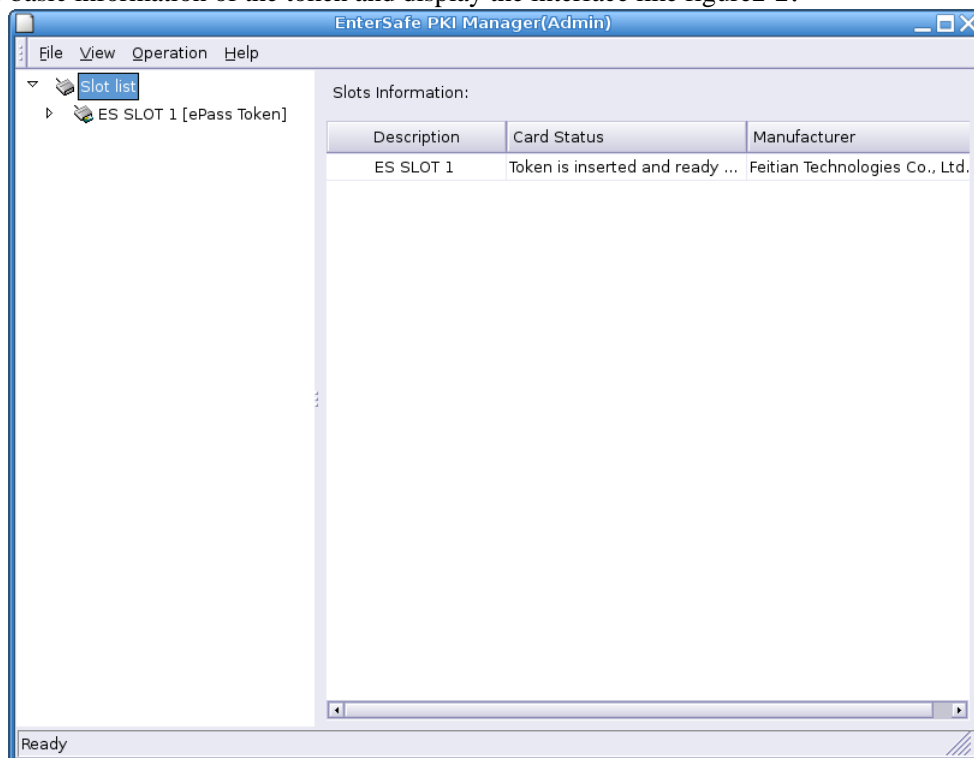 basic information of the token and display the interface like figure2-2:
EnterSafe PKI Manager(Admin)
File View Operation Help
Slot list
ES SLOT 1 [ePass Token]
Slots Information:
Description Card Status Manufacturer
ES SLOT 1 Token is inserted and ready ... Feitian Technologies Co., Ltd.
Ready